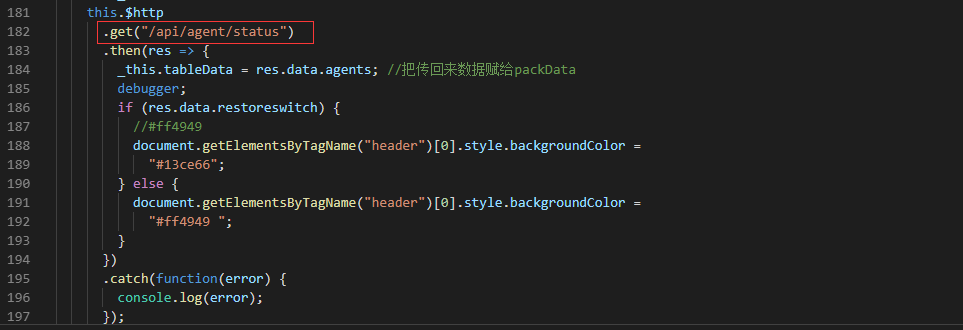 181 this.$http
182 .get("/api/agent/status")
183 .then(res => {
184 _this.tableData = res.data.agents; //把传回来数据赋给packData
185 debugger;
186 if (res.data.restoreswitch) {
187 //#ff4949
188 document.getElementsByTagName("header")[0].style.backgroundColor =
189 "#13ce66";
190 } else {
191 document.getElementsByTagName("header")[0].style.backgroundColor =
192 "#ff4949 ";
193 }
194 })
195 .catch(function(error) {
196 console.log(error);
197 });